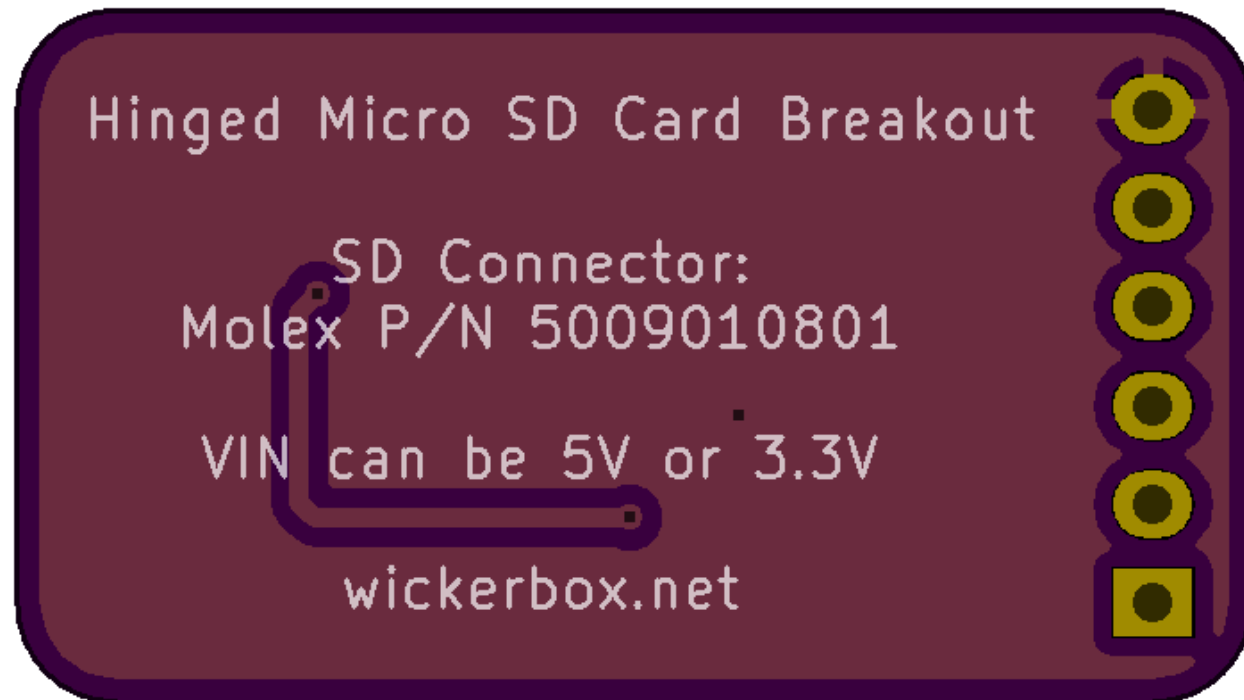 Hinged Micro SD Card Breakout
SD Connector:
Molex P/N 5009010801
VIN can be 5V or 3.3V
wickerbox.net